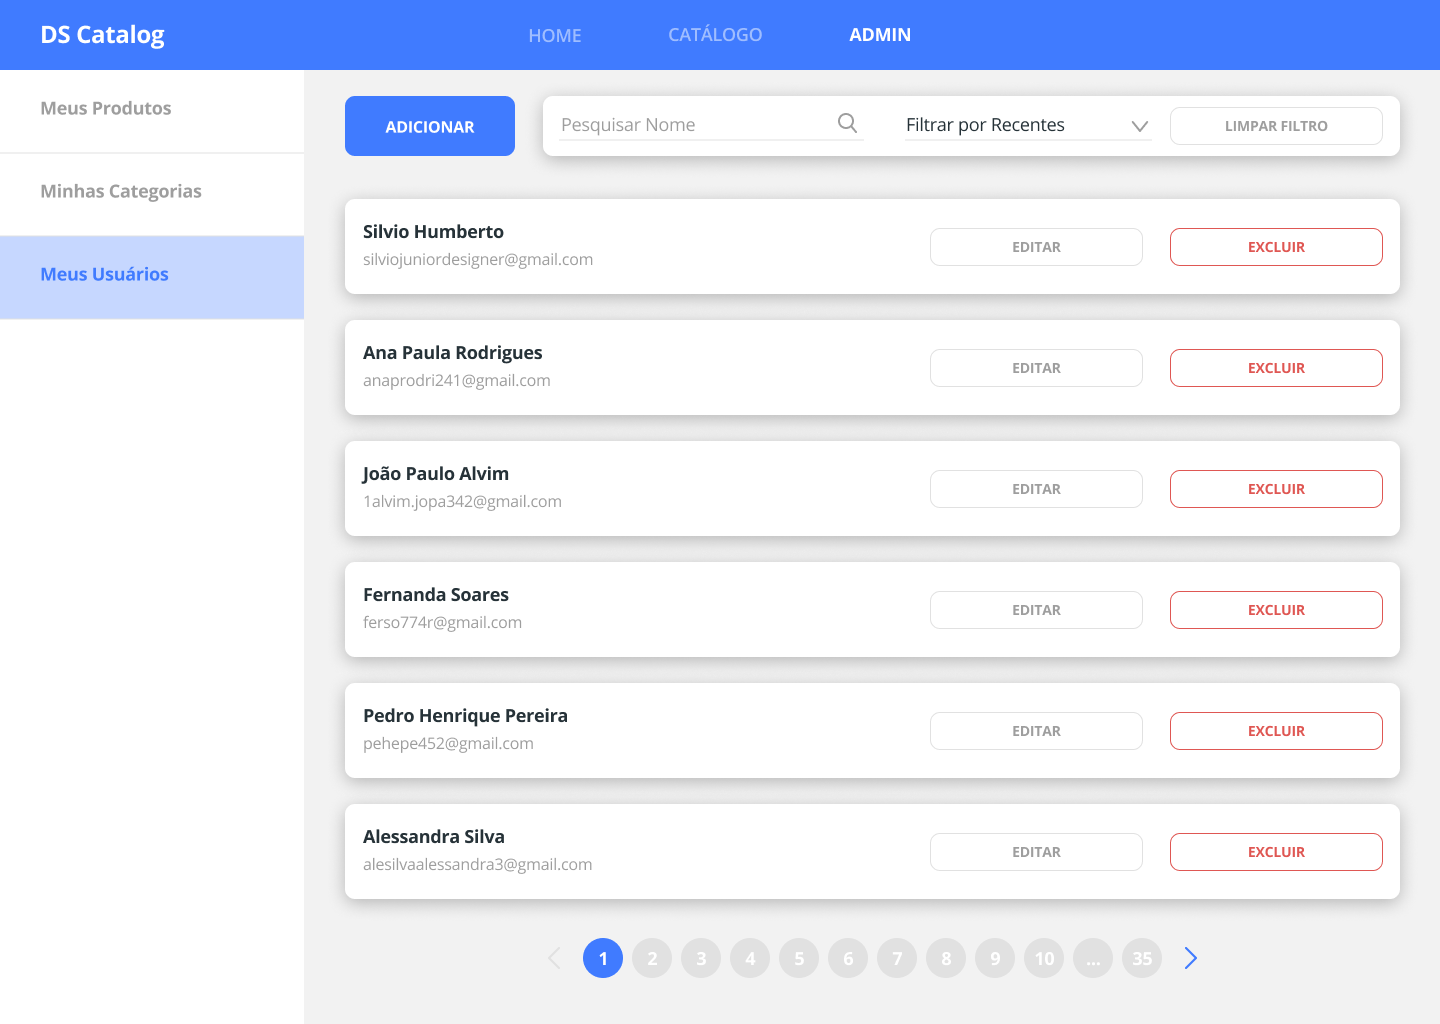 DS Catalog
HOME
CATÁLOGO
ADMIN
Meus Produtos
Minhas Categorias
Meus Usuários
ADICIONAR
Pesquisar Nome
Filtrar por Recentes
LIMPAR FILTRO
Silvio Humberto
silviojuniordesigner@gmail.com
EDITAR
EXCLUIR
Ana Paula Rodrigues
anaprodri241@gmail.com
EDITAR
EXCLUIR
João Paulo Alvim
1alvim.jopa342@gmail.com
EDITAR
EXCLUIR
Fernanda Soares
ferso774r@gmail.com
EDITAR
EXCLUIR
Pedro Henrique Pereira
pehepe452@gmail.com
EDITAR
EXCLUIR
Alessandra Silva
alesilvaalessandra3@gmail.com
EDITAR
EXCLUIR
1 2 3 4 5 6 7 8 9 10 ... 35